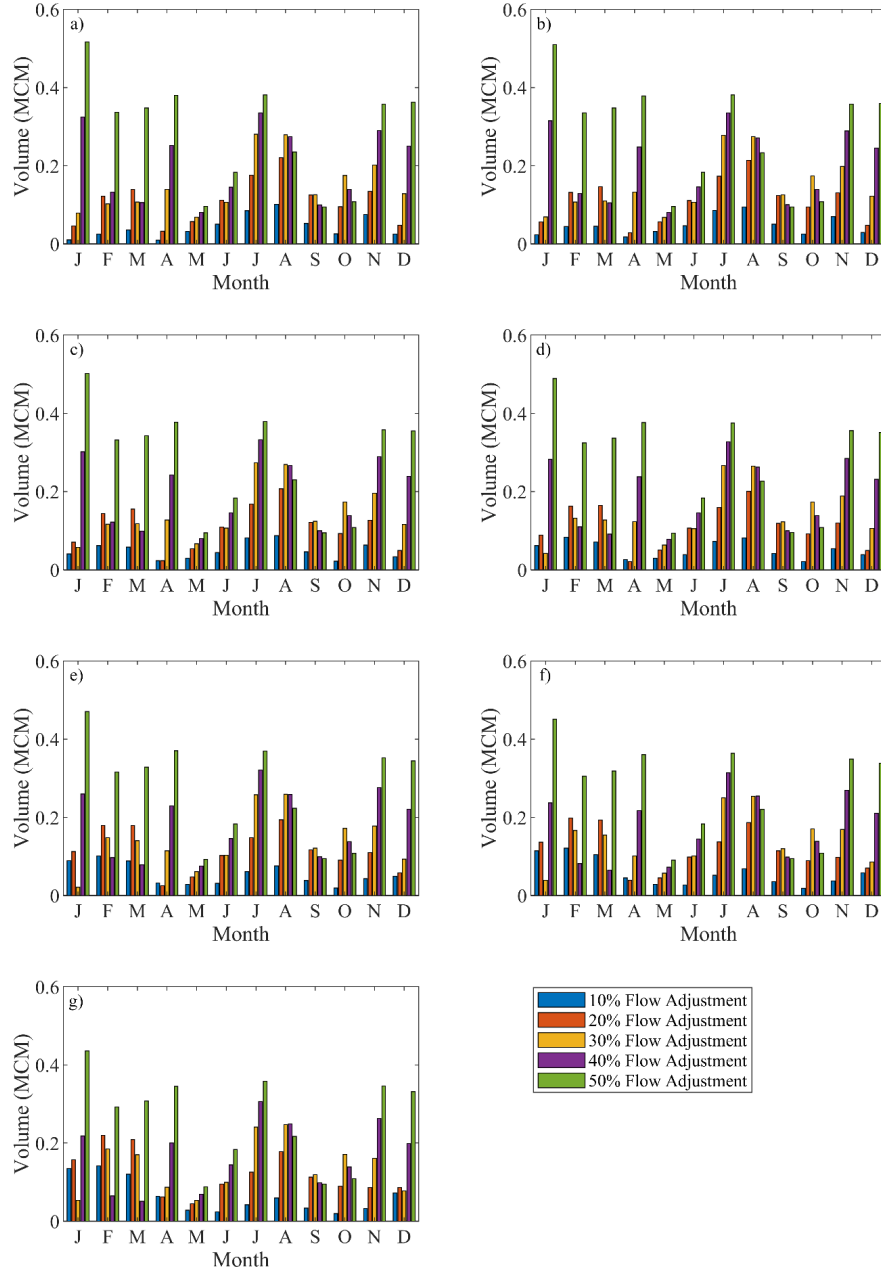 a)
0.6
0.4
0.2
0
Volume (MCM)
J F M A M J J A S O N D
Month
b)
0.6
0.4
0.2
0
Volume (MCM)
J F M A M J J A S O N D
Month
c)
0.6
0.4
0.2
0
Volume (MCM)
J F M A M J J A S O N D
Month
d)
0.6
0.4
0.2
0
Volume (MCM)
J F M A M J J A S O N D
Month
e)
0.6
0.4
0.2
0
Volume (MCM)
J F M A M J J A S O N D
Month
f)
0.6
0.4
0.2
0
Volume (MCM)
J F M A M J J A S O N D
Month
g)
0.6
0.4
0.2
0
Volume (MCM)
J F M A M J J A S O N D
Month
10% Flow Adjustment
20% Flow Adjustment
30% Flow Adjustment
40% Flow Adjustment
50% Flow Adjustment